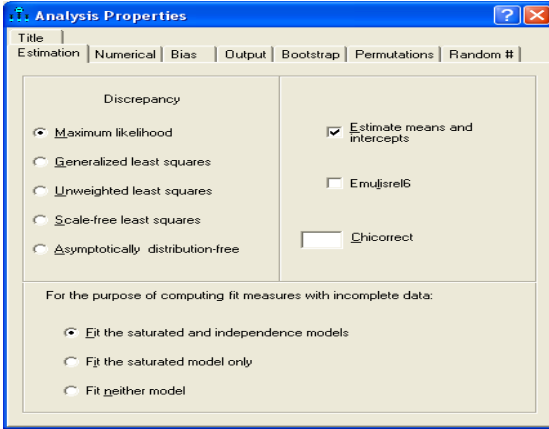 Analysis Properties
Title
Estimation Numerical Bias Output Bootstrap Permutations Random #
Discrepancy
Maximum likelihood
Generalized least squares
Unweighted least squares
Scale-free least squares
Asymptotically distribution-free
Estimate means and
intercepts
Emulisrel6
Chicorrect
For the purpose of computing fit measures with incomplete data:
Fit the saturated and independence models
Fit the saturated model only
Fit neither model